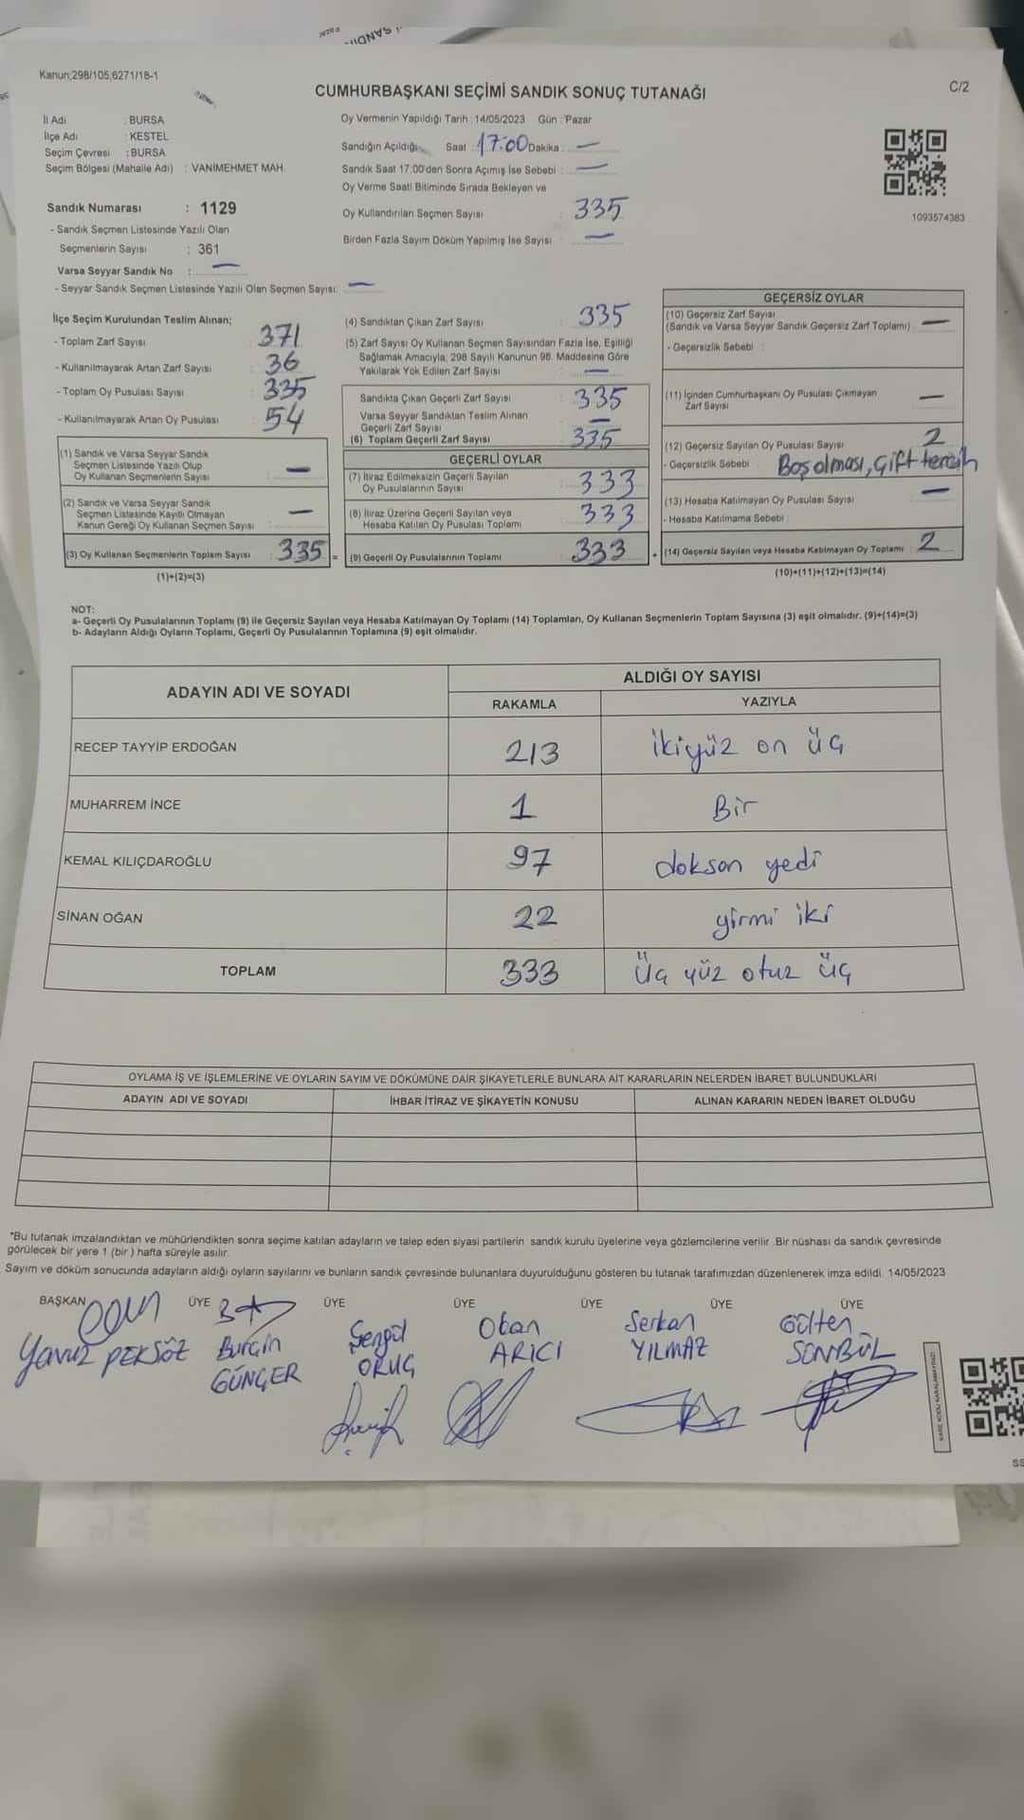 Kanun;298/105,6271/18-1
C/2
CUMHURBAŞKANI SEÇİMİ SANDIK SONUÇ TUTANAĞI
İl Adı : BURSA
İlçe Adı : KESTEL
Seçim Çevresi : BURSA
Seçim Bölgesi (Mahalle Adı) : VANİMEHMET MAH.
Sandık Numarası : 1129
- Sandık Seçmen Listesinde Yazılı Olan
Seçmenlerin Sayısı : 361
Varsa Seyyar Sandık No : —
- Seyyar Sandık Seçmen Listesinde Yazılı Olan Seçmen Sayısı: —
Oy Vermenin Yapıldığı Tarih : 14/05/2023 Gün : Pazar
Sandığın Açıldığı Saat : 17:00 Dakika : —
Sandık Saat 17.00'den Sonra Açımış İse Sebebi : —
Oy Verme Saati Bitiminde Sırada Bekleyen ve
Oy Kullandırılan Seçmen Sayısı : 335
Birden Fazla Sayım Döküm Yapılmış İse Sayısı : —
1093574383
İlçe Seçim Kurulundan Teslim Alınan;
- Toplam Zarf Sayısı : 371
- Kullanılmayarak Artan Zarf Sayısı : 36
- Toplam Oy Pusulası Sayısı : 335
- Kullanılmayarak Artan Oy Pusulası : 54
(1) Sandık ve Varsa Seyyar Sandık
Seçmen Listesinde Yazılı Olup
Oy Kullanan Seçmenlerin Sayısı : —
(2) Sandık ve Varsa Seyyar Sandık
Seçmen Listesinde Kayıtlı Olmayan
Kanun Gereği Oy Kullanan Seçmen Sayısı : —
(3) Oy Kullanan Seçmenlerin Toplam Sayısı : 335 =
(1)+(2)=(3)
(4) Sandıktan Çıkan Zarf Sayısı : 335
(5) Zarf Sayısı Oy Kullanan Seçmen Sayısından Fazla İse, Eşitliği
Sağlamak Amacıyla, 298 Sayılı Kanunun 98. Maddesine Göre
Yakılarak Yok Edilen Zarf Sayısı : —
Sandıkta Çıkan Geçerli Zarf Sayısı : 335
Varsa Seyyar Sandıktan Teslim Alınan
Geçerli Zarf Sayısı : —
(6) Toplam Geçerli Zarf Sayısı : 335
GEÇERLİ OYLAR
(7) İtiraz Edilmeksizin Geçerli Sayılan
Oy Pusulalarının Sayısı : 333
(8) İtiraz Üzerine Geçerli Sayılan veya
Hesaba Katılan Oy Pusulası Toplamı : 333
(9) Geçerli Oy Pusulalarının Toplamı : 333 +
GEÇERSİZ OYLAR
(10) Geçersiz Zarf Sayısı
(Sandık ve Varsa Seyyar Sandık Geçersiz Zarf Toplamı) : —
- Geçersizlik Sebebi :
(11) İçinden Cumhurbaşkanı Oy Pusulası Çıkmayan
Zarf Sayısı : —
(12) Geçersiz Sayılan Oy Pusulası Sayısı : 2
- Geçersizlik Sebebi : Boş olması, Çift tercih
(13) Hesaba Katılmayan Oy Pusulası Sayısı : —
- Hesaba Katılmama Sebebi :
(14) Geçersiz Sayılan veya Hesaba Katılmayan Oy Toplamı : 2
(10)+(11)+(12)+(13)=(14)
NOT:
a- Geçerli Oy Pusulalarının Toplamı (9) ile Geçersiz Sayılan veya Hesaba Katılmayan Oy Toplamı (14) Toplamları, Oy Kullanan Seçmenlerin Toplam Sayısına (3) eşit olmalıdır. (9)+(14)=(3)
b- Adayların Aldığı Oyların Toplamı, Geçerli Oy Pusulalarının Toplamına (9) eşit olmalıdır.
ADAYIN ADI VE SOYADI
ALDIĞI OY SAYISI
RAKAMLA YAZIYLA
RECEP TAYYİP ERDOĞAN 213 ikiyüz on üç
MUHARREM İNCE 1 Bir
KEMAL KILIÇDAROĞLU 97 doksan yedi
SİNAN OĞAN 22 yirmi iki
TOPLAM 333 Üç yüz otuz üç
OYLAMA İŞ VE İŞLEMLERİNE VE OYLARIN SAYIM VE DÖKÜMÜNE DAİR ŞİKAYETLERLE BUNLARA AİT KARARLARIN NELERDEN İBARET BULUNDUKLARI
ADAYIN ADI VE SOYADI İHBAR İTİRAZ VE ŞİKAYETİN KONUSU ALINAN KARARIN NEDEN İBARET OLDUĞU
*Bu tutanak imzalandıktan ve mühürlendikten sonra seçime katılan adayların ve talep eden siyasi partilerin sandık kurulu üyelerine veya gözlemcilerine verilir. Bir nüshası da sandık çevresinde
görülecek bir yere 1 (bir) hafta süreyle asılır.
Sayım ve döküm sonucunda adayların aldığı oyların sayılarını ve bunların sandık çevresinde bulunanlara duyurulduğunu gösteren bu tutanak tarafımızdan düzenlenerek imza edildi. 14/05/2023
BAŞKAN ÜYE ÜYE ÜYE ÜYE ÜYE ÜYE
Yavuz PEKSÖZ
Burçin GÜNGER
Şengül ORUÇ
Okan ARICI
Serkan YILMAZ
Gülten SONBÜL